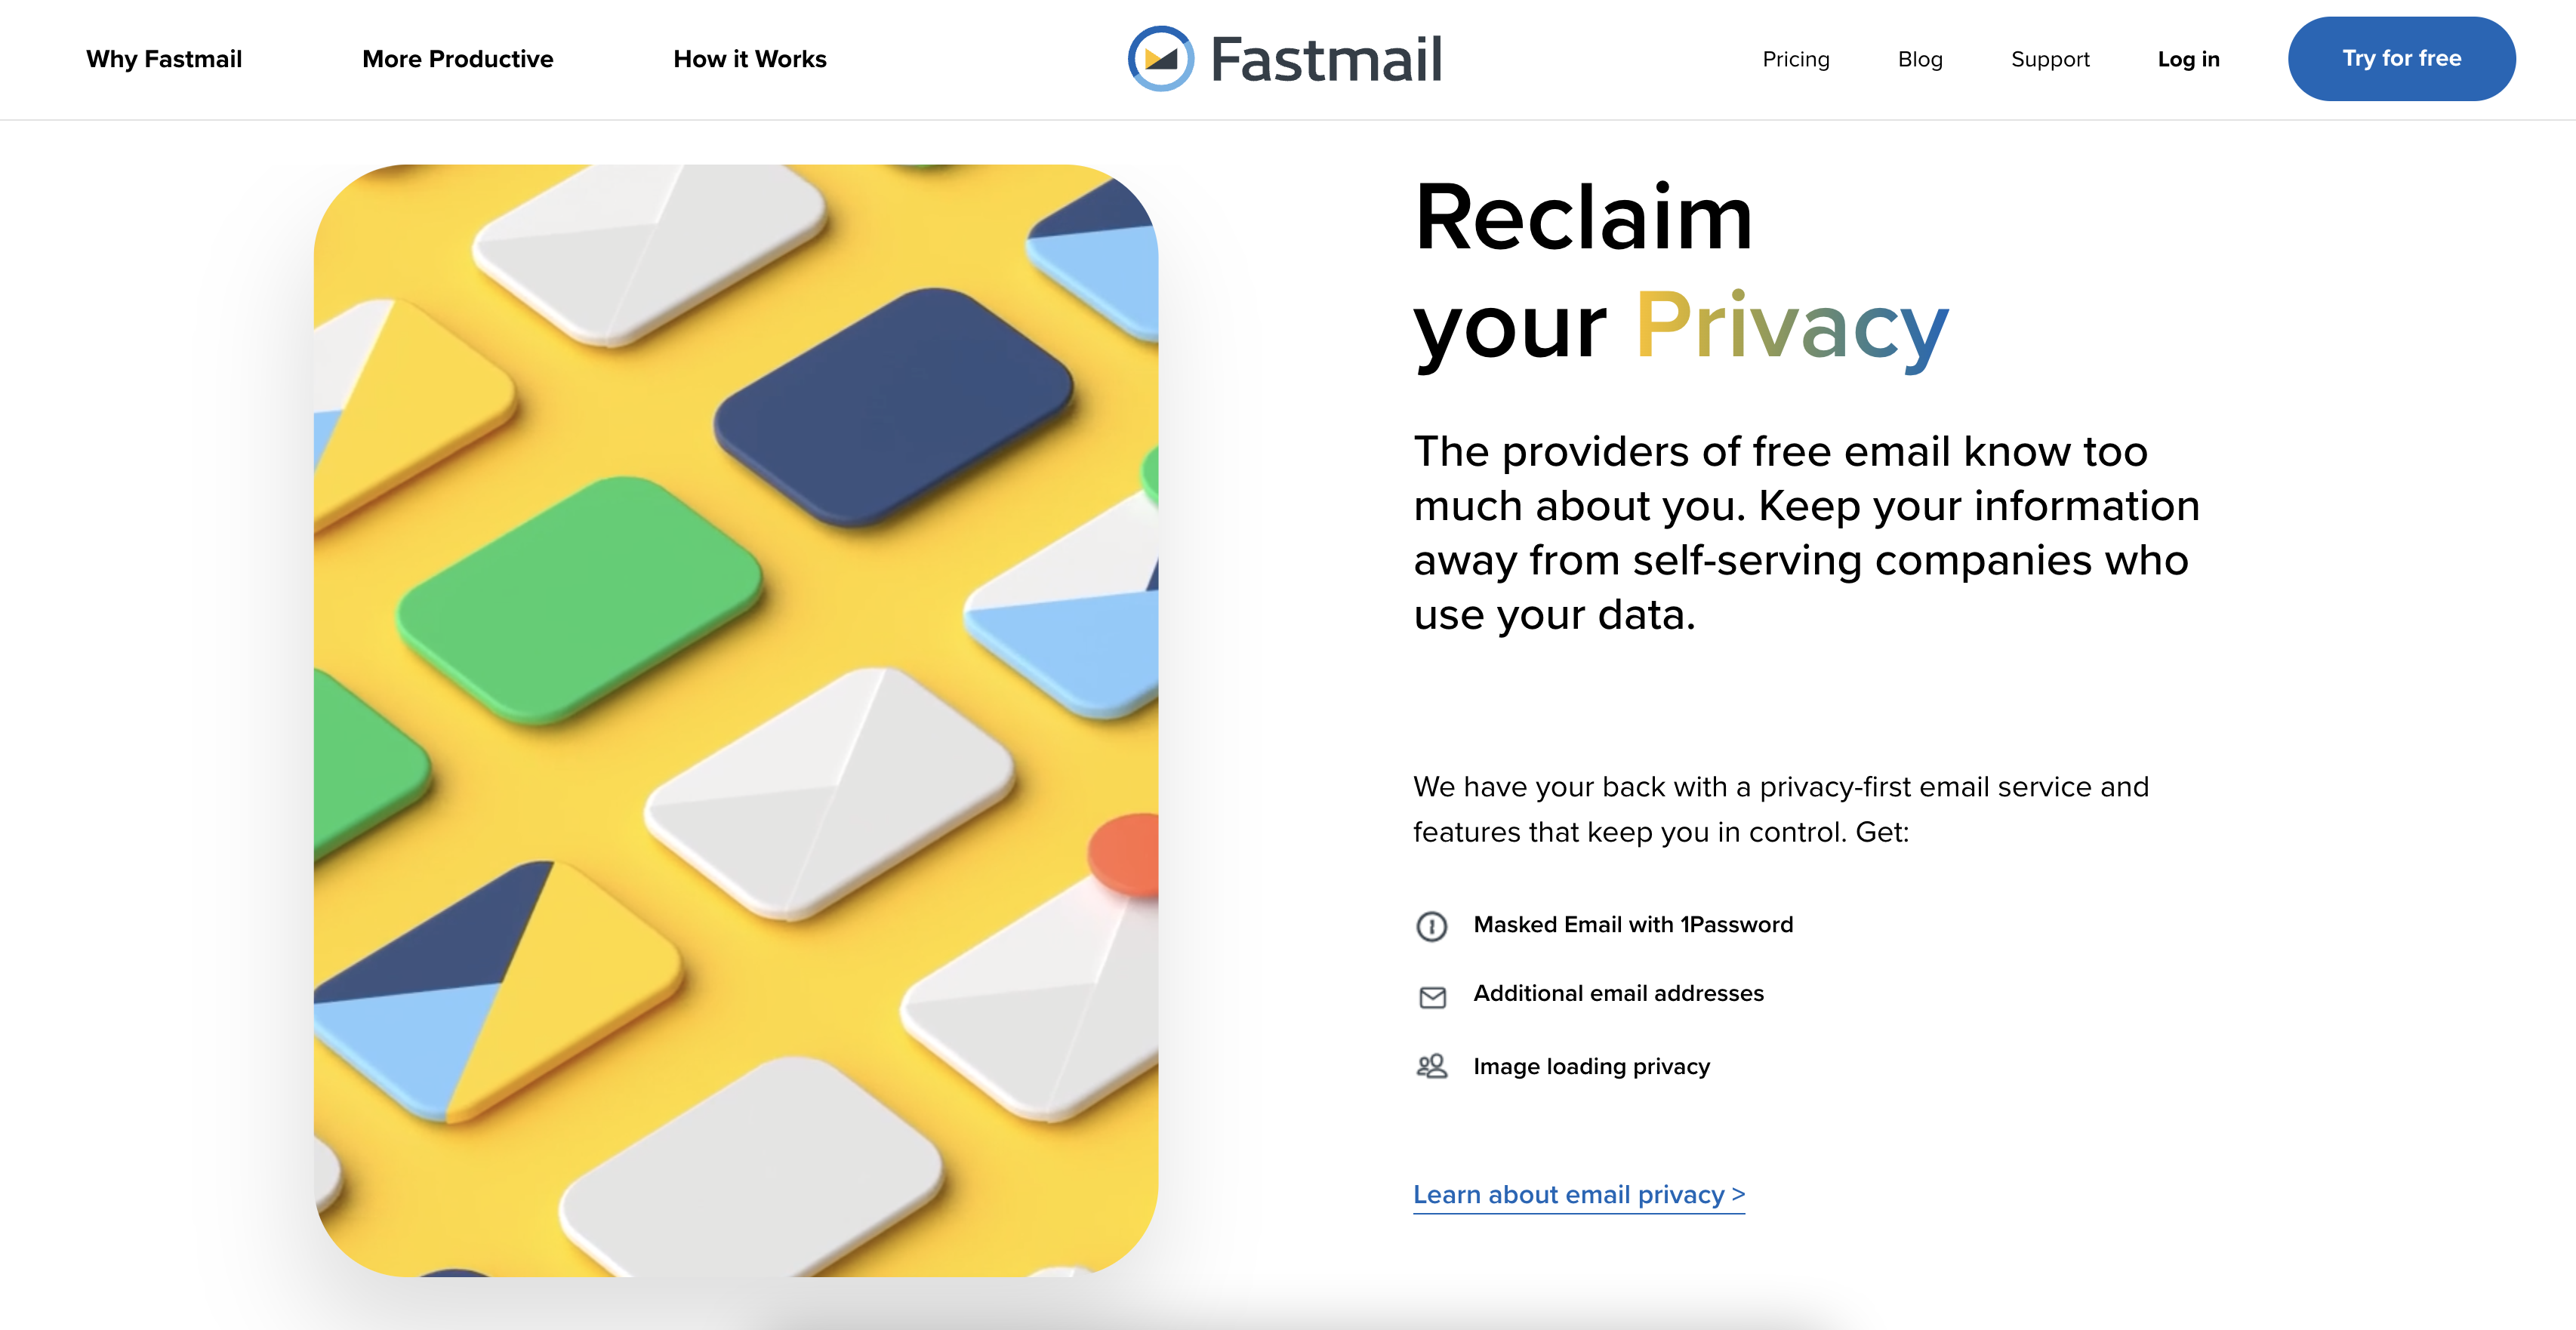 Why Fastmail
More Productive
How it Works
Fastmail
Pricing
Blog
Support
Log in
Try for free
Reclaim
your Privacy
The providers of free email know too
much about you. Keep your information
away from self-serving companies who
use your data.
We have your back with a privacy-first email service and
features that keep you in control. Get:
Masked Email with 1Password
Additional email addresses
Image loading privacy
Learn about email privacy >